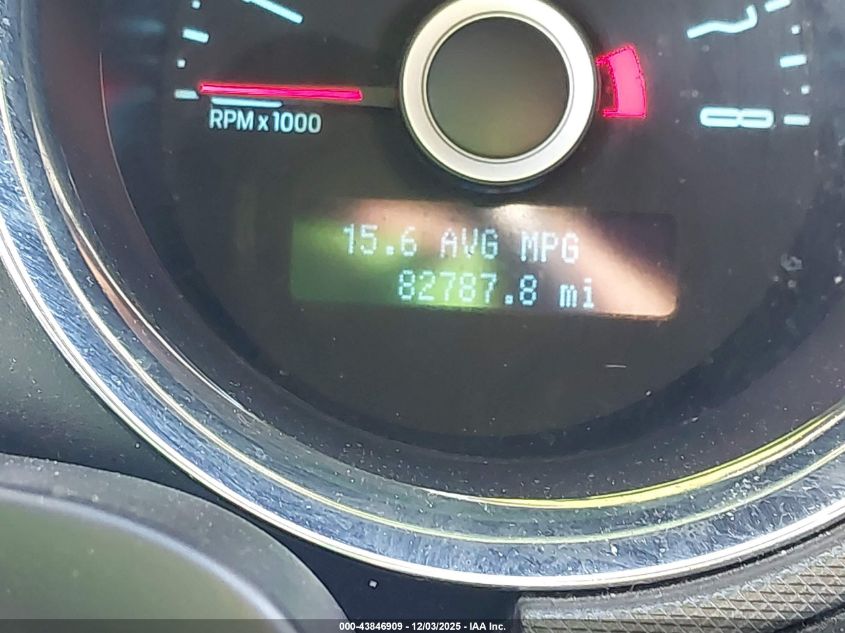 RPM x 1000
15.6 AVG MPG
82787.8 mi
000-43846909 - 12/03/2025 - IAA Inc.